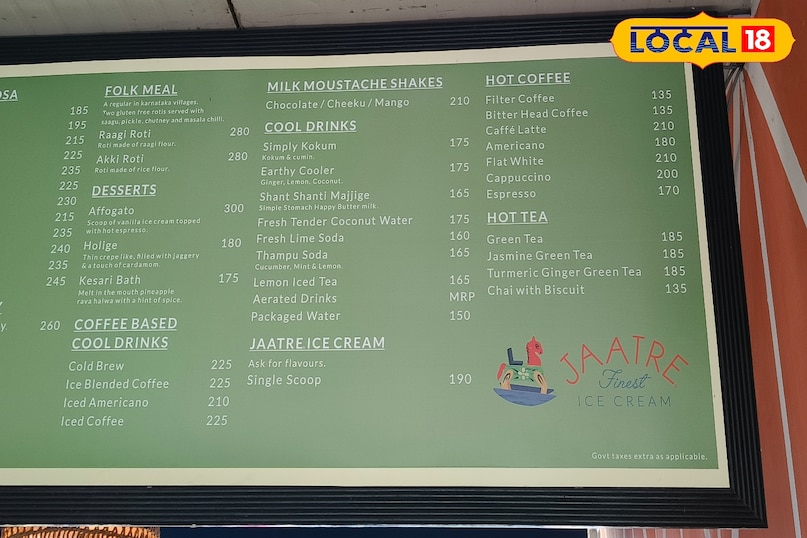 LOCAL 18
OSA
185
195
215
225
235
225
230
215
235
240
235
245
260
FOLK MEAL
A regular in karnataka villages.
Two gluten free rotis served with
saagu, pickle, chutney and masala chilli.
Raagi Roti 280
Roti made of raagi flour.
Akki Roti 280
Roti made of rice flour.
DESSERTS
Affogato 300
Scoop of vanilla ice cream topped
with hot espresso.
Holige 180
Thin crepe like, filled with jaggery
& a touch of cardamom.
Kesari Bath 175
Melt in the mouth pineapple
rava halwa with a hint of spice.
COFFEE BASED
COOL DRINKS
Cold Brew 225
Ice Blended Coffee 225
Iced Americano 210
Iced Coffee 225
MILK MOUSTACHE SHAKES
Chocolate / Cheeku / Mango 210
COOL DRINKS
Simply Kokum 175
Kokum & cumin.
Earthy Cooler 175
Ginger, Lemon, Coconut.
Shant Shanti Majjige 165
Simple Stomach Happy Butter milk.
Fresh Tender Coconut Water 175
Fresh Lime Soda 160
Thampu Soda 165
Cucumber, Mint & Lemon.
Lemon Iced Tea 165
Aerated Drinks MRP
Packaged Water 150
JAATRE ICE CREAM
Ask for flavours.
Single Scoop 190
HOT COFFEE
Filter Coffee 135
Bitter Head Coffee 135
Caffé Latte 210
Americano 180
Flat White 210
Cappuccino 200
Espresso 170
HOT TEA
Green Tea 185
Jasmine Green Tea 185
Turmeric Ginger Green Tea 185
Chai with Biscuit 135
JAATRE
Finest
ICE CREAM
Govt taxes extra as applicable.